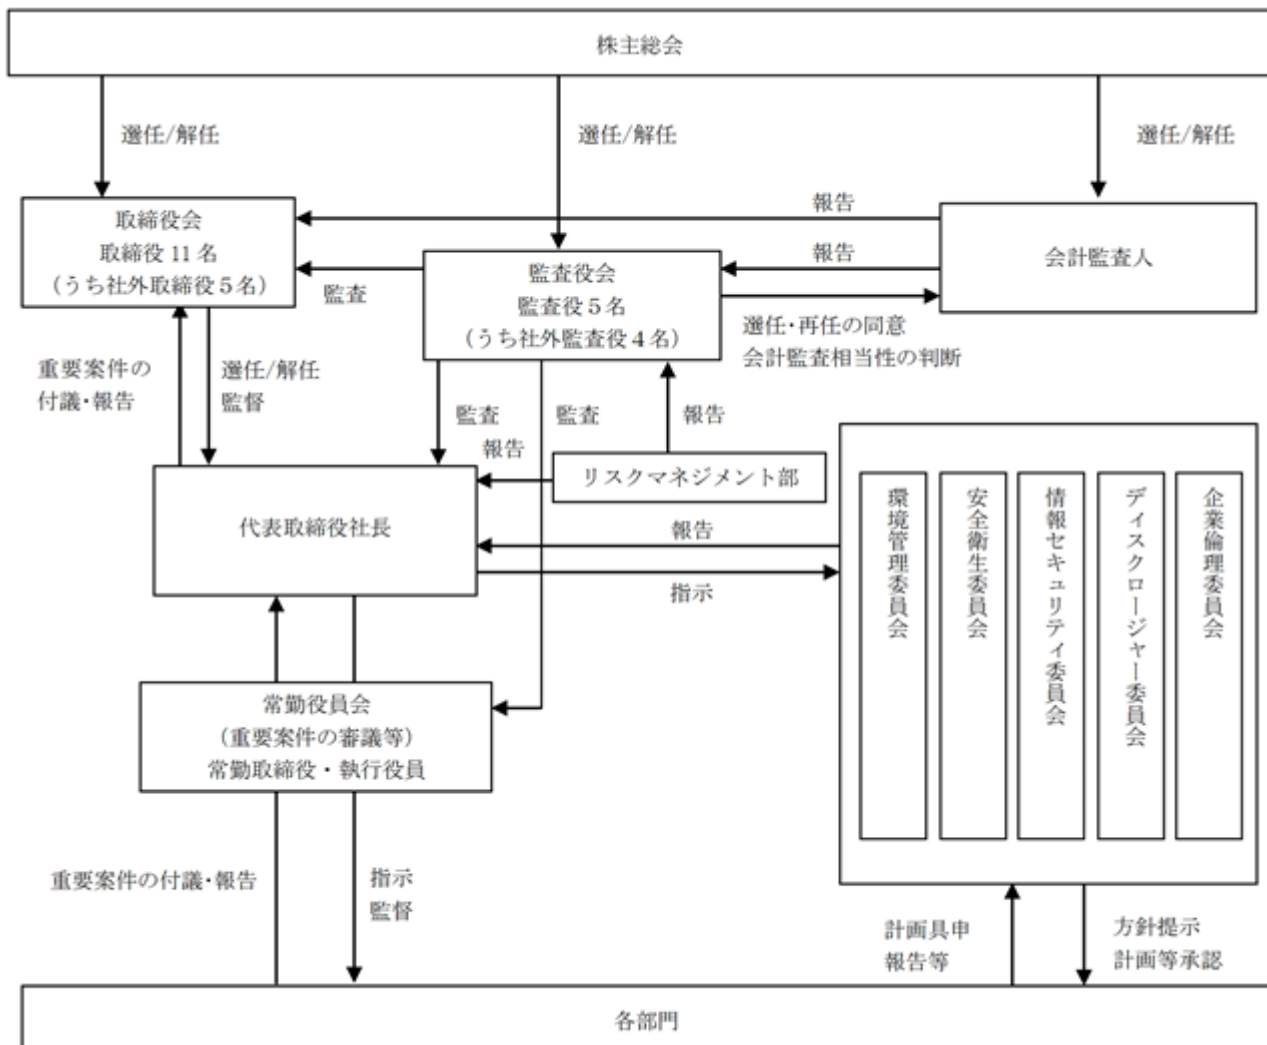 株主総会
選任/解任
選任/解任
選任/解任
取締役会
取締役 11 名
（うち社外取締役５名）
報告
会計監査人
監査
監査役会
監査役５名
（うち社外監査役４名）
報告
選任・再任の同意
会計監査相当性の判断
重要案件の
付議・報告
選任/解任
監督
監査
監査
報告
報告
リスクマネジメント部
代表取締役社長
報告
指示
環境管理委員会
安全衛生委員会
情報セキュリティ委員会
ディスクロージャー委員会
企業倫理委員会
常勤役員会
（重要案件の審議等）
常勤取締役・執行役員
重要案件の付議・報告
指示
監督
計画具申
報告等
方針提示
計画等承認
各部門